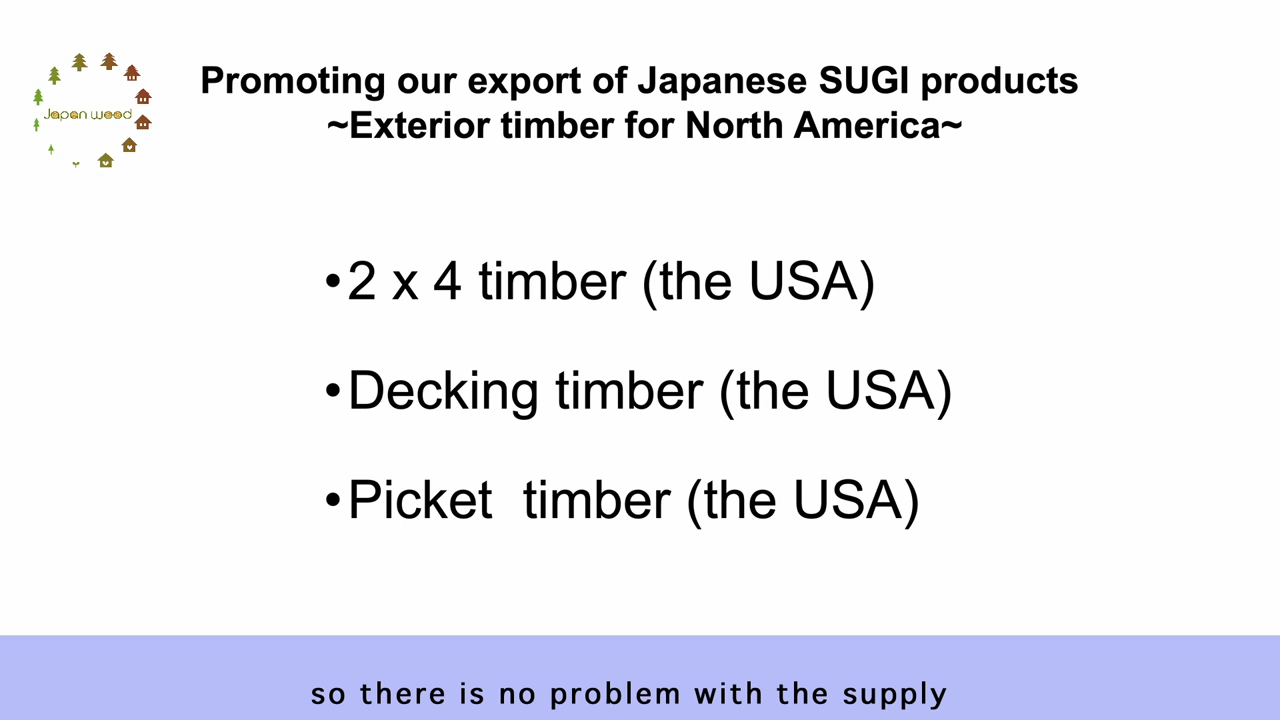 Japan wood
Promoting our export of Japanese SUGI products
~Exterior timber for North America~
•2 x 4 timber (the USA)
•Decking timber (the USA)
•Picket  timber (the USA)
so there is no problem with the supply